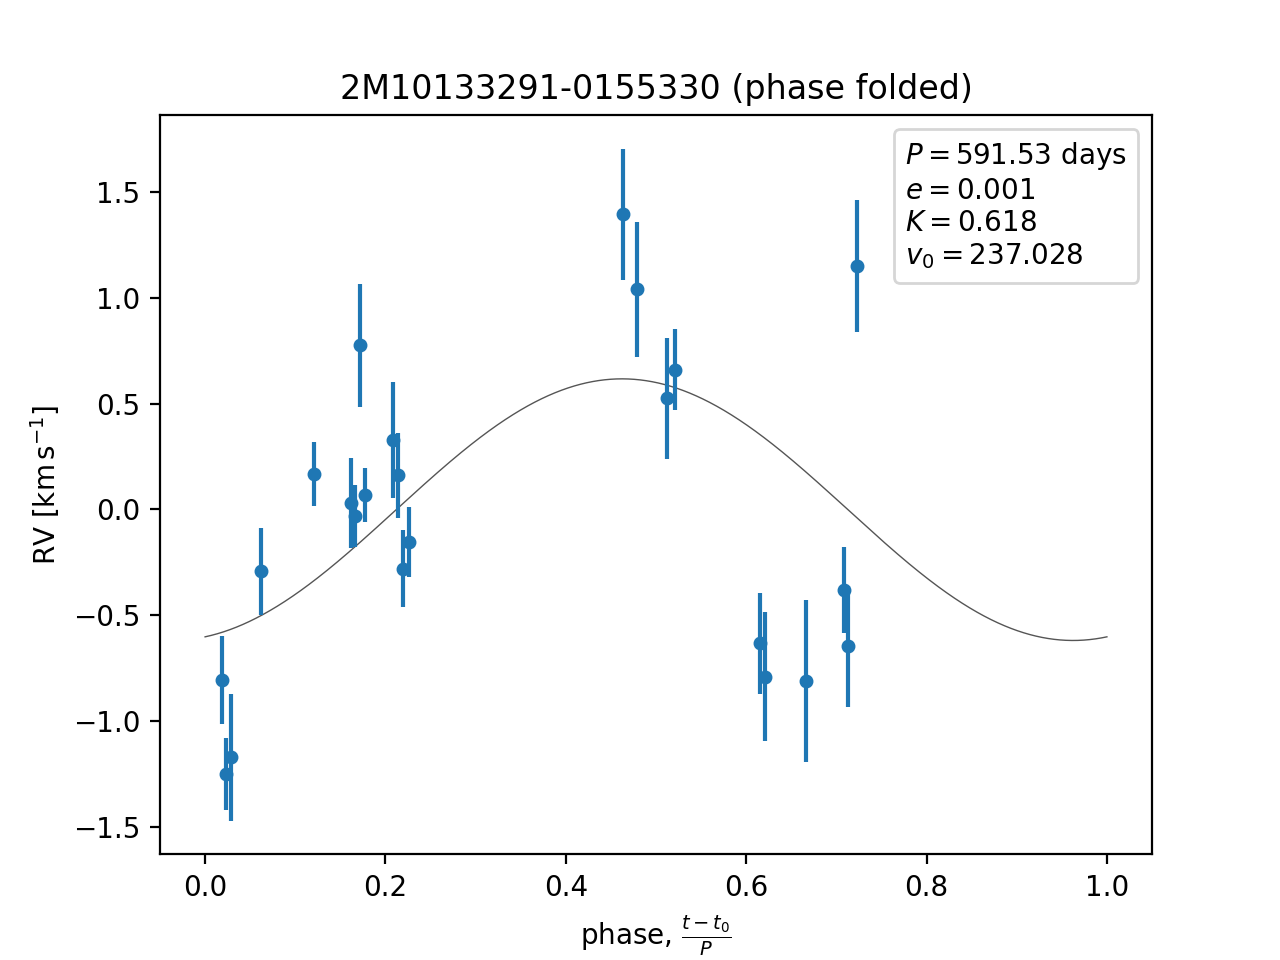 2M10133291-0155330 (phase folded)
P = 591.53 days
e = 0.001
K = 0.618
v₀ = 237.028
RV [km s⁻¹]
1.5
1.0
0.5
0.0
−0.5
−1.0
−1.5
0.0 0.2 0.4 0.6 0.8 1.0
phase, (t − t₀)/P